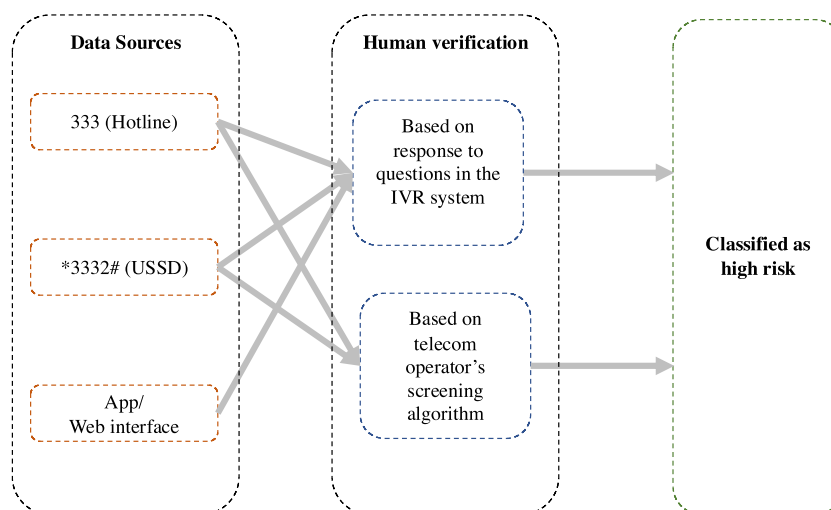 Data Sources
333 (Hotline)
*3332# (USSD)
App/
Web interface
Human verification
Based on
response to
questions in the
IVR system
Based on
telecom
operator’s
screening
algorithm
Classified as
high risk